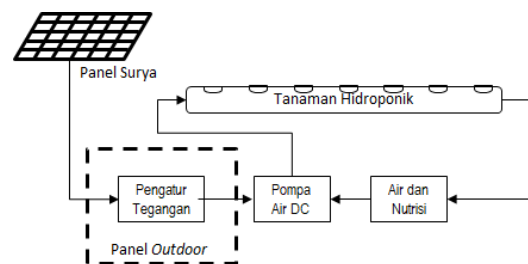 Panel Surya
Tanaman Hidroponik
Pengatur
Tegangan
Pompa
Air DC
Air dan
Nutrisi
Panel Outdoor